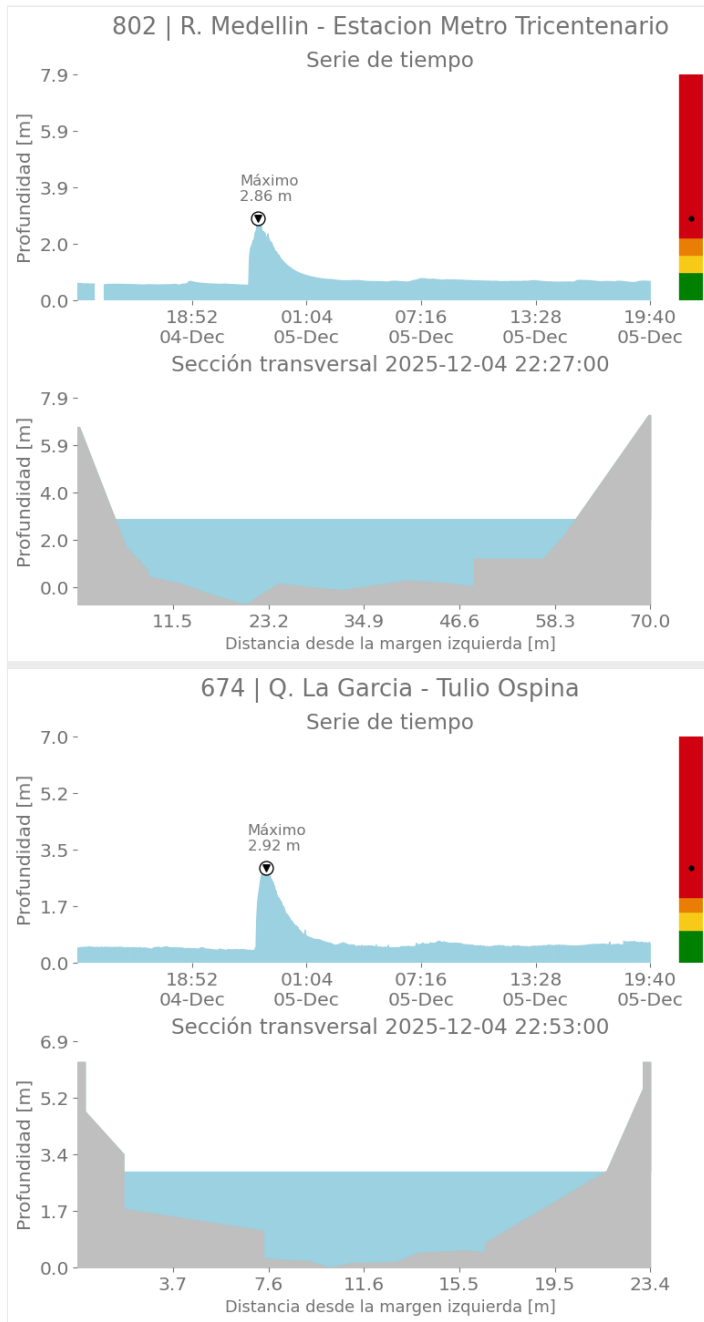 802 | R. Medellin - Estacion Metro Tricentenario
Serie de tiempo
Profundidad [m]
7.9
5.9
3.9
2.0
0.0
Máximo
2.86 m
18:52 01:04 07:16 13:28 19:40
04-Dec 05-Dec 05-Dec 05-Dec 05-Dec
Sección transversal 2025-12-04 22:27:00
Profundidad [m]
7.9
5.9
4.0
2.0
0.0
11.5 23.2 34.9 46.6 58.3 70.0
Distancia desde la margen izquierda [m]
674 | Q. La Garcia - Tulio Ospina
Serie de tiempo
Profundidad [m]
7.0
5.2
3.5
1.7
0.0
Máximo
2.92 m
18:52 01:04 07:16 13:28 19:40
04-Dec 05-Dec 05-Dec 05-Dec 05-Dec
Sección transversal 2025-12-04 22:53:00
Profundidad [m]
6.9
5.2
3.4
1.7
0.0
3.7 7.6 11.6 15.5 19.5 23.4
Distancia desde la margen izquierda [m]